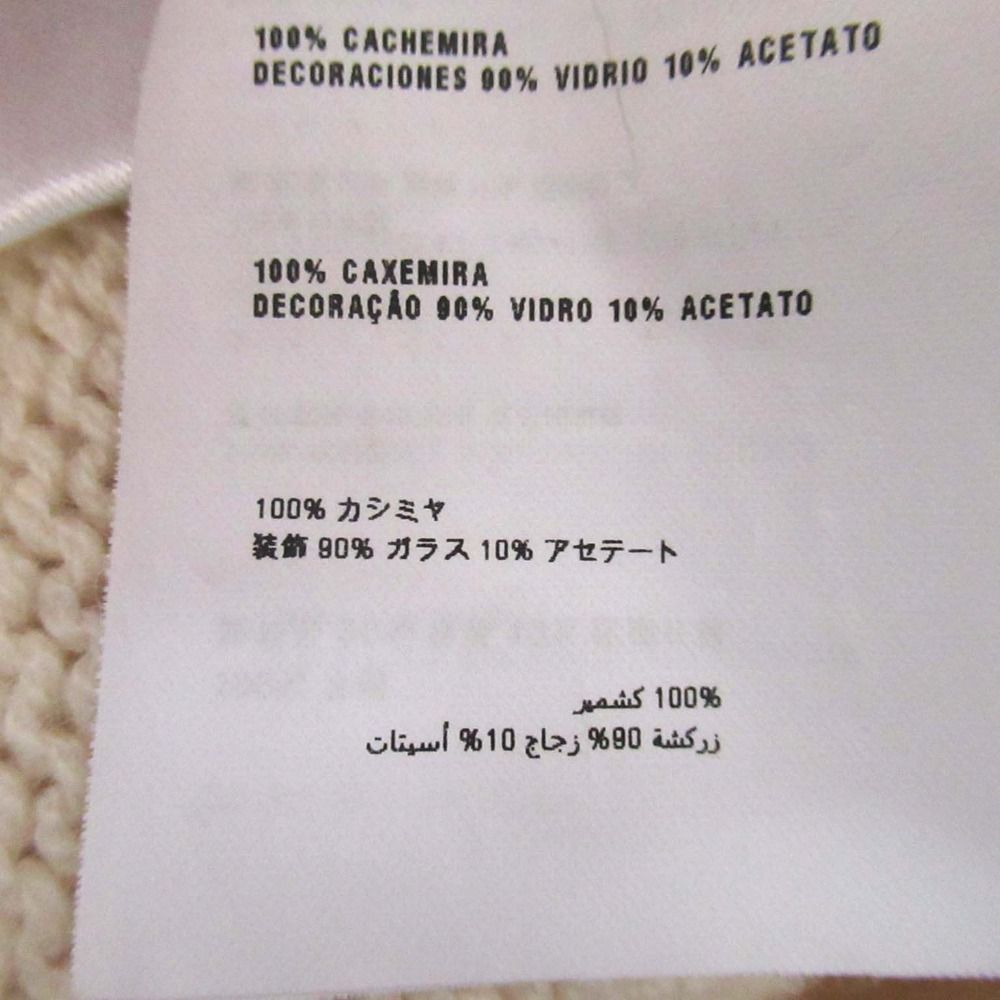 100% CACHEMIRA
DECORACIONES 90% VIDRIO 10% ACETATO
100% CAXEMIRA
DECORAÇÃO 90% VIDRO 10% ACETATO
100% カシミヤ
装飾 90% ガラス 10% アセテート
100% كشمير
زركشة 90% زجاج 10% أسيتات